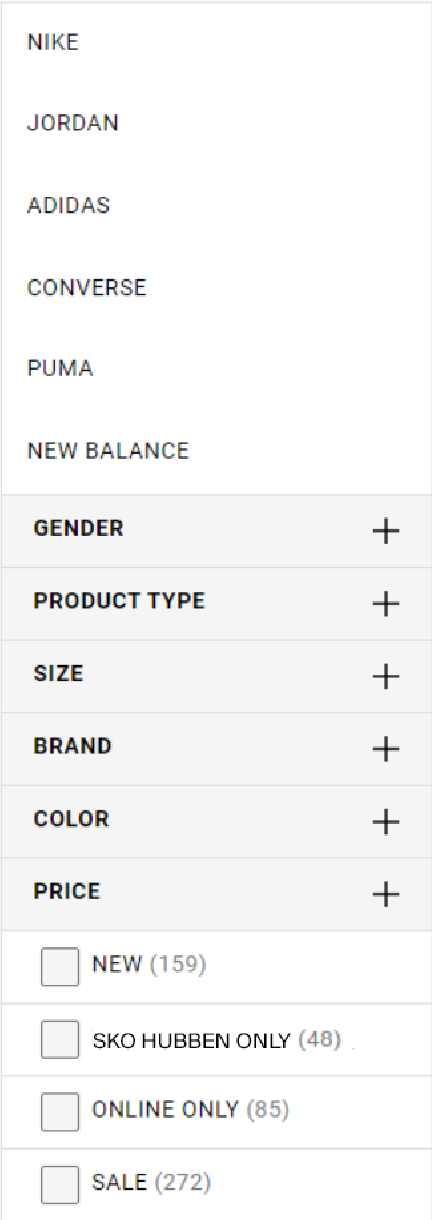 NIKE
JORDAN
ADIDAS
CONVERSE
PUMA
NEW BALANCE
GENDER
PRODUCT TYPE
SIZE
BRAND
COLOR
PRICE
NEW (159)
SKO HUBBEN ONLY (48)
ONLINE ONLY (85)
SALE (272)